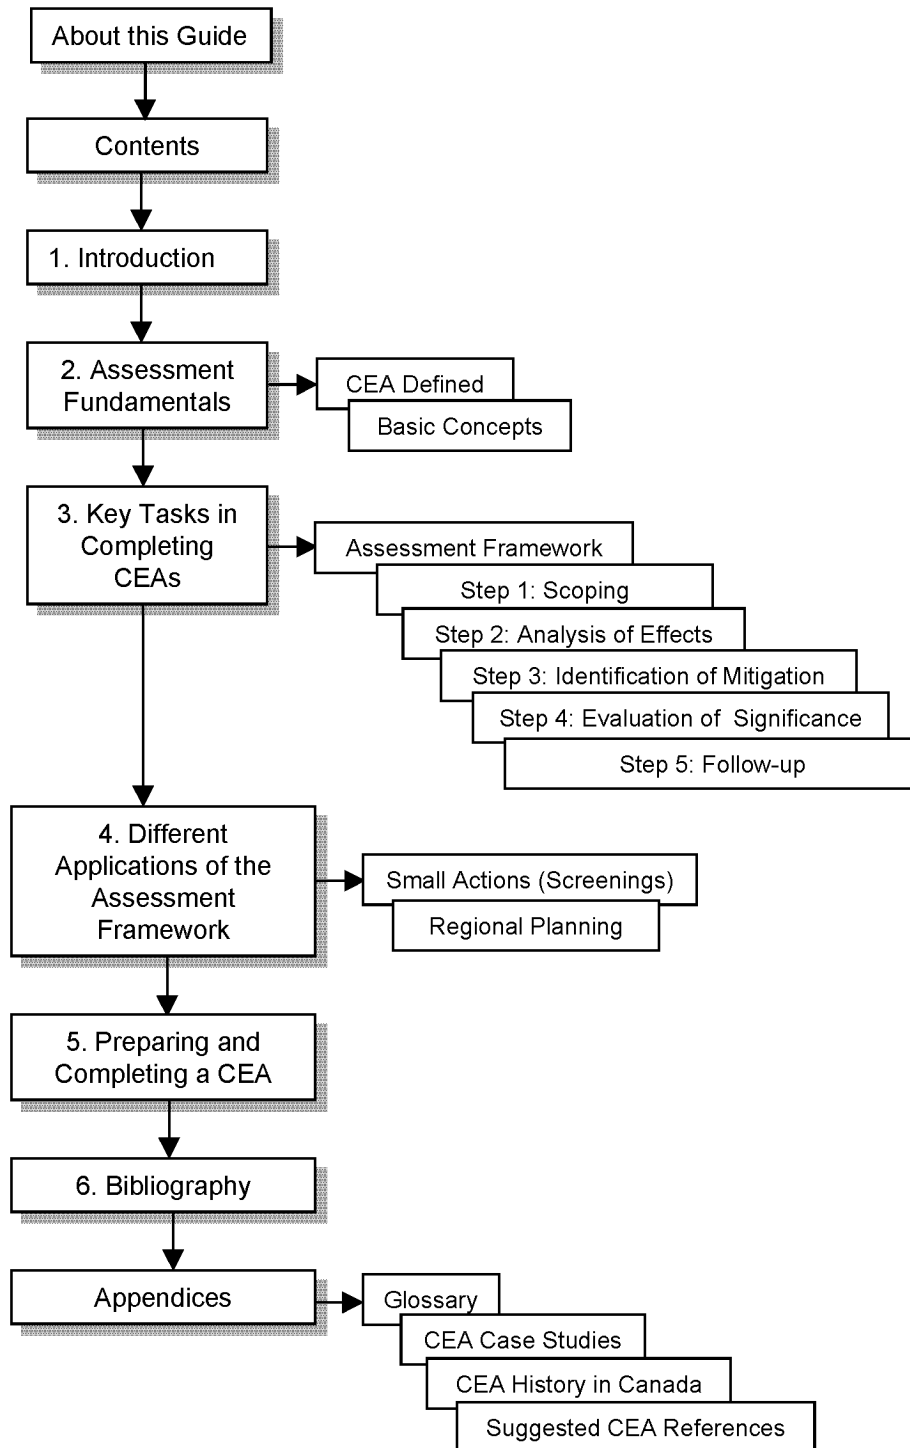 About this Guide
Contents
1. Introduction
2. Assessment
Fundamentals
CEA Defined
Basic Concepts
3. Key Tasks in
Completing
CEAs
Assessment Framework
Step 1: Scoping
Step 2: Analysis of Effects
Step 3: Identification of Mitigation
Step 4: Evaluation of Significance
Step 5: Follow-up
4. Different
Applications of the
Assessment
Framework
Small Actions (Screenings)
Regional Planning
5. Preparing and
Completing a CEA
6. Bibliography
Appendices
Glossary
CEA Case Studies
CEA History in Canada
Suggested CEA References